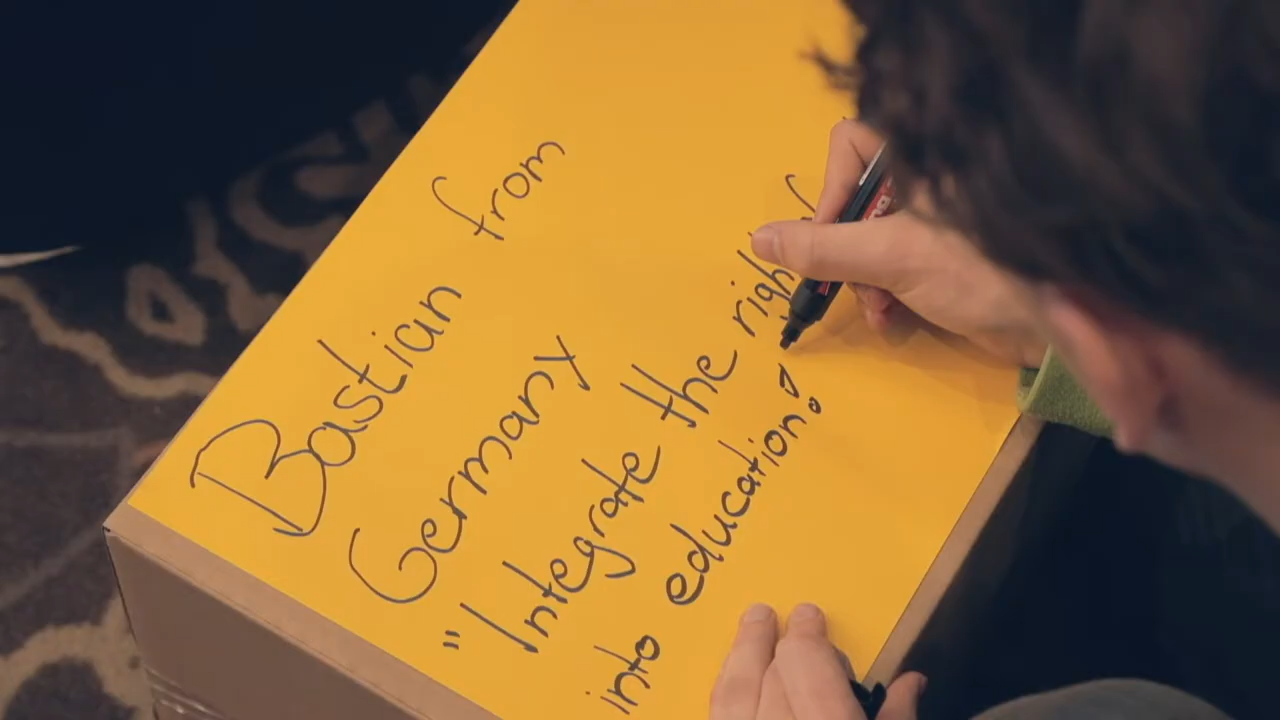 Bastian from
Germany
"Integrate the
into education!